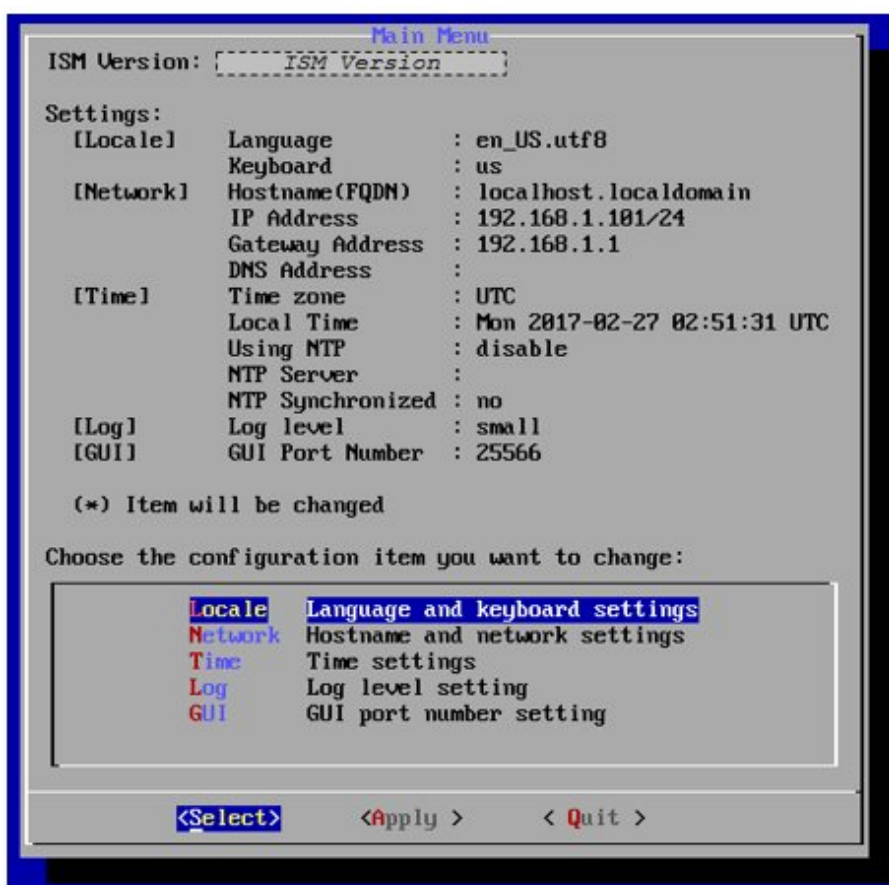 Main Menu
ISM Version: ISM Version
Settings:
[Locale] Language : en_US.utf8
Keyboard : us
[Network] Hostname(FQDN) : localhost.localdomain
IP Address : 192.168.1.101/24
Gateway Address : 192.168.1.1
DNS Address :
[Time] Time zone : UTC
Local Time : Mon 2017-02-27 02:51:31 UTC
Using NTP : disable
NTP Server :
NTP Synchronized : no
[Log] Log level : small
[GUI] GUI Port Number : 25566
(*) Item will be changed
Choose the configuration item you want to change:
Locale Language and keyboard settings
Network Hostname and network settings
Time Time settings
Log Log level setting
GUI GUI port number setting
<Select> <Apply > < Quit >